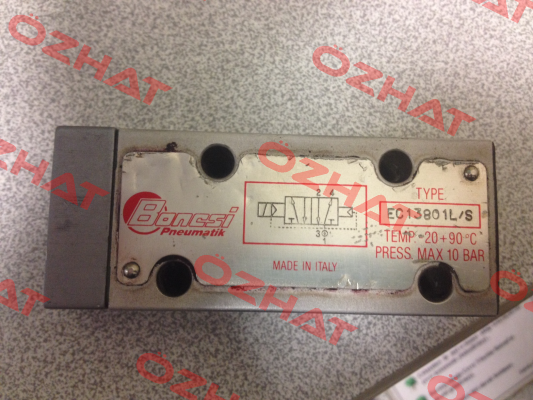 OZHAT
OZHAT
OZHAT
Bonesi
Pneumatik
2 4
30
MADE IN ITALY
TYPE
EC13801L/S
TEMP. -20 + 90 °C
PRESS. MAX 10 BAR
OZHAT
OZHAT
OZHAT
OZHAT
OZHAT